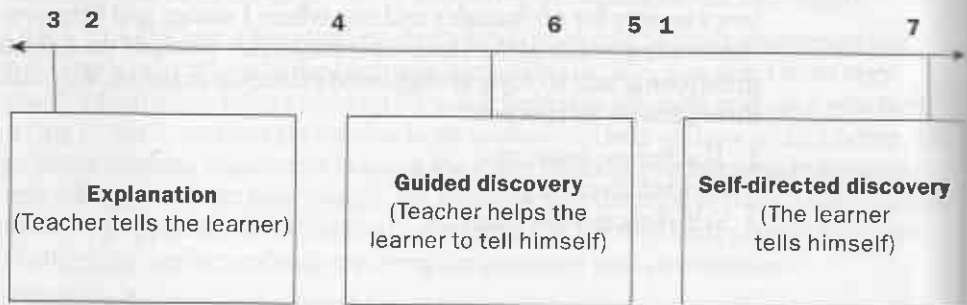 3 2 4 6 5 1 7
Explanation
(Teacher tells the learner)
Guided discovery
(Teacher helps the
learner to tell himself)
Self-directed discovery
(The learner
tells himself)